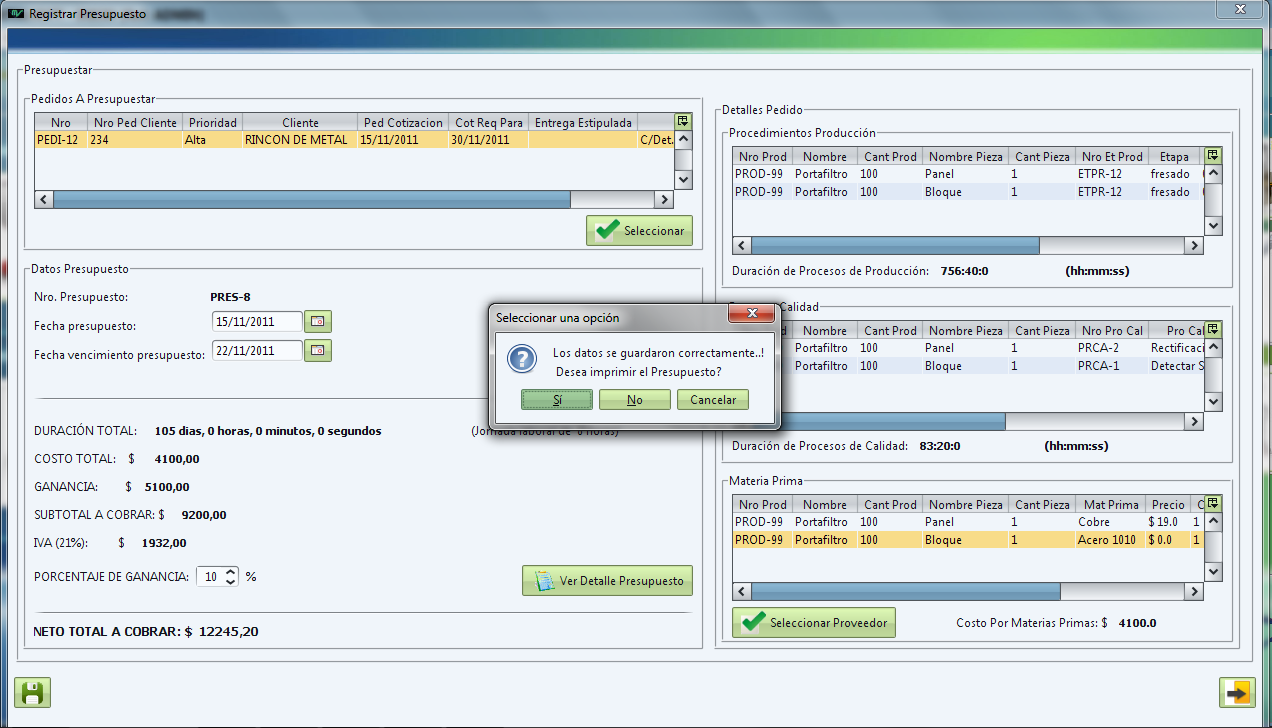 Registrar Presupuesto
Presupuestar
Pedidos A Presupuestar
Nro Nro Ped Cliente Prioridad Cliente Ped Cotizacion Cot Req Para Entrega Estipulada
PEDI-12 234 Alta RINCON DE METAL 15/11/2011 30/11/2011 C/Det.
Seleccionar
Datos Presupuesto
Nro. Presupuesto: PRES-8
Fecha presupuesto: 15/11/2011
Fecha vencimiento presupuesto: 22/11/2011
DURACIÓN TOTAL: 105 dias, 0 horas, 0 minutos, 0 segundos
COSTO TOTAL: $ 4100,00
GANANCIA: $ 5100,00
SUBTOTAL A COBRAR: $ 9200,00
IVA (21%): $ 1932,00
PORCENTAJE DE GANANCIA: 10 %
Ver Detalle Presupuesto
NETO TOTAL A COBRAR: $ 12245,20
Seleccionar una opción
Los datos se guardaron correctamente..!
Desea imprimir el Presupuesto?
Sí No Cancelar
Detalles Pedido
Procedimientos Producción
Nro Prod Nombre Cant Prod Nombre Pieza Cant Pieza Nro Et Prod Etapa
PROD-99 Portafiltro 100 Panel 1 ETPR-12 fresado
PROD-99 Portafiltro 100 Bloque 1 ETPR-12 fresado
Duración de Procesos de Producción: 756:40:0 (hh:mm:ss)
Calidad
Nombre Cant Prod Nombre Pieza Cant Pieza Nro Pro Cal Pro Cal
Portafiltro 100 Panel 1 PRCA-2 Rectificaci
Portafiltro 100 Bloque 1 PRCA-1 Detectar S
Duración de Procesos de Calidad: 83:20:0 (hh:mm:ss)
Materia Prima
Nro Prod Nombre Cant Prod Nombre Pieza Cant Pieza Mat Prima Precio C
PROD-99 Portafiltro 100 Panel 1 Cobre $ 19.0 1
PROD-99 Portafiltro 100 Bloque 1 Acero 1010 $ 0.0 1
Seleccionar Proveedor
Costo Por Materias Primas: $ 4100.0